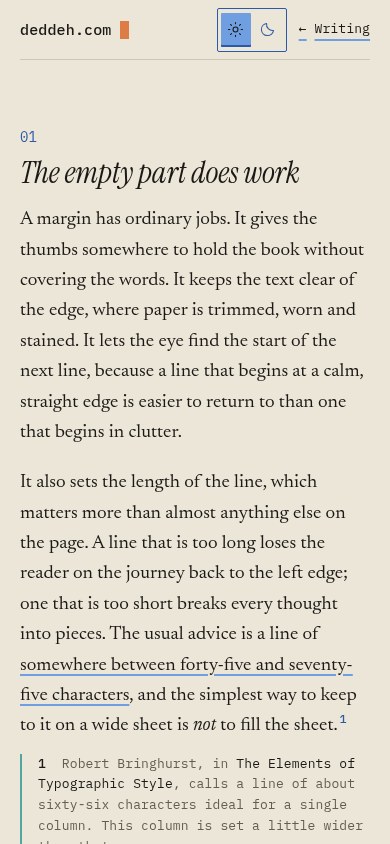 deddeh.com
← Writing
01
The empty part does work
A margin has ordinary jobs. It gives the
thumbs somewhere to hold the book without
covering the words. It keeps the text clear of
the edge, where paper is trimmed, worn and
stained. It lets the eye find the start of the
next line, because a line that begins at a calm,
straight edge is easier to return to than one
that begins in clutter.
It also sets the length of the line, which
matters more than almost anything else on
the page. A line that is too long loses the
reader on the journey back to the left edge;
one that is too short breaks every thought
into pieces. The usual advice is a line of
somewhere between forty-five and seventy-
five characters, and the simplest way to keep
to it on a wide sheet is not to fill the sheet.1
1 Robert Bringhurst, in The Elements of
Typographic Style, calls a line of about
sixty-six characters ideal for a single
column. This column is set a little wider